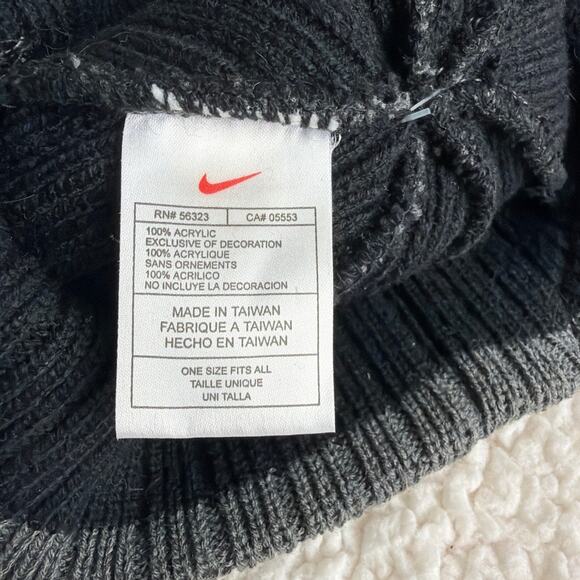 RN# 56323 CA# 05553
100% ACRYLIC
EXCLUSIVE OF DECORATION
100% ACRYLIQUE
SANS ORNEMENTS
100% ACRILICO
NO INCLUYE LA DECORACION
MADE IN TAIWAN
FABRIQUE A TAIWAN
HECHO EN TAIWAN
ONE SIZE FITS ALL
TAILLE UNIQUE
UNI TALLA